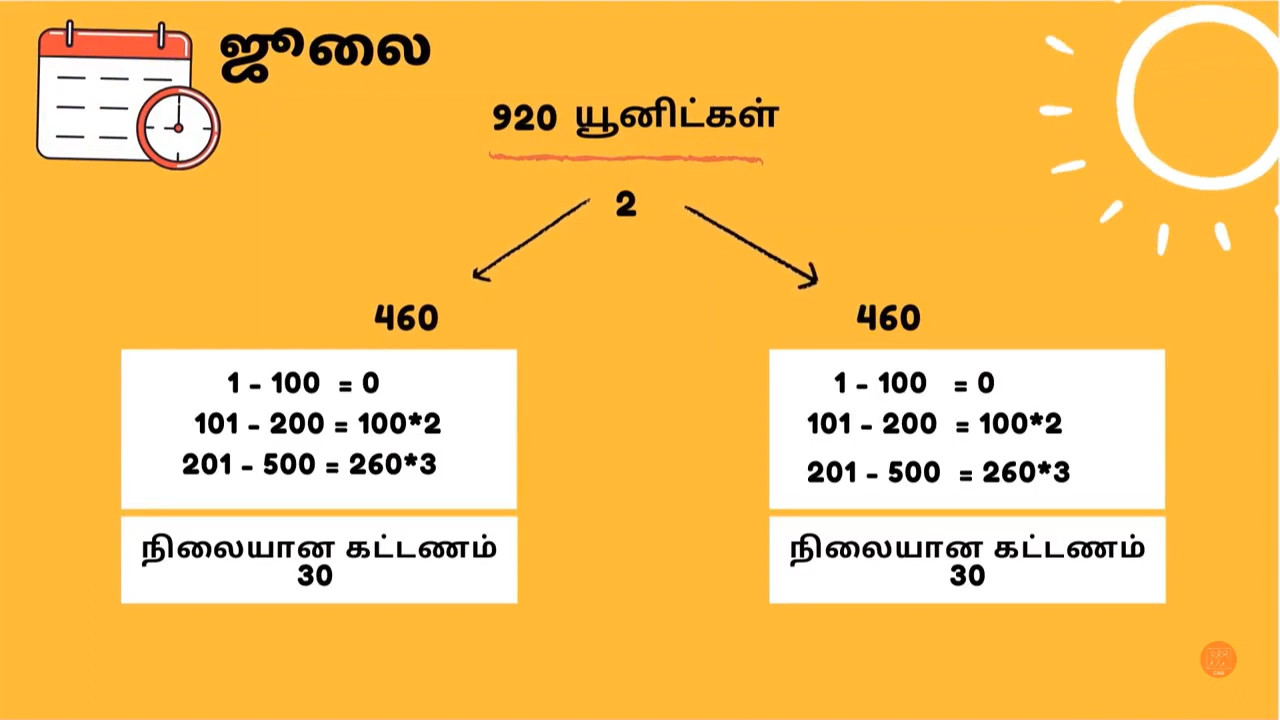 ஜூலை
920 யூனிட்கள்
2
460
460
1 - 100 = 0
101 - 200 = 100*2
201 - 500 = 260*3
நிலையான கட்டணம்
30
1 - 100 = 0
101 - 200 = 100*2
201 - 500 = 260*3
நிலையான கட்டணம்
30